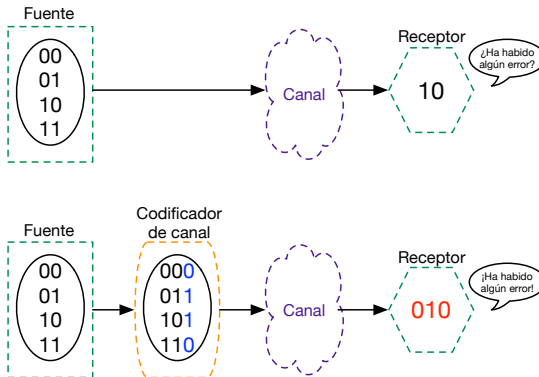 Fuente
00
01
10
11
Canal
Receptor
10
¿Ha habido
algún error?
Fuente
00
01
10
11
Codificador
de canal
000
011
101
110
Canal
Receptor
010
¡Ha habido
algún error!